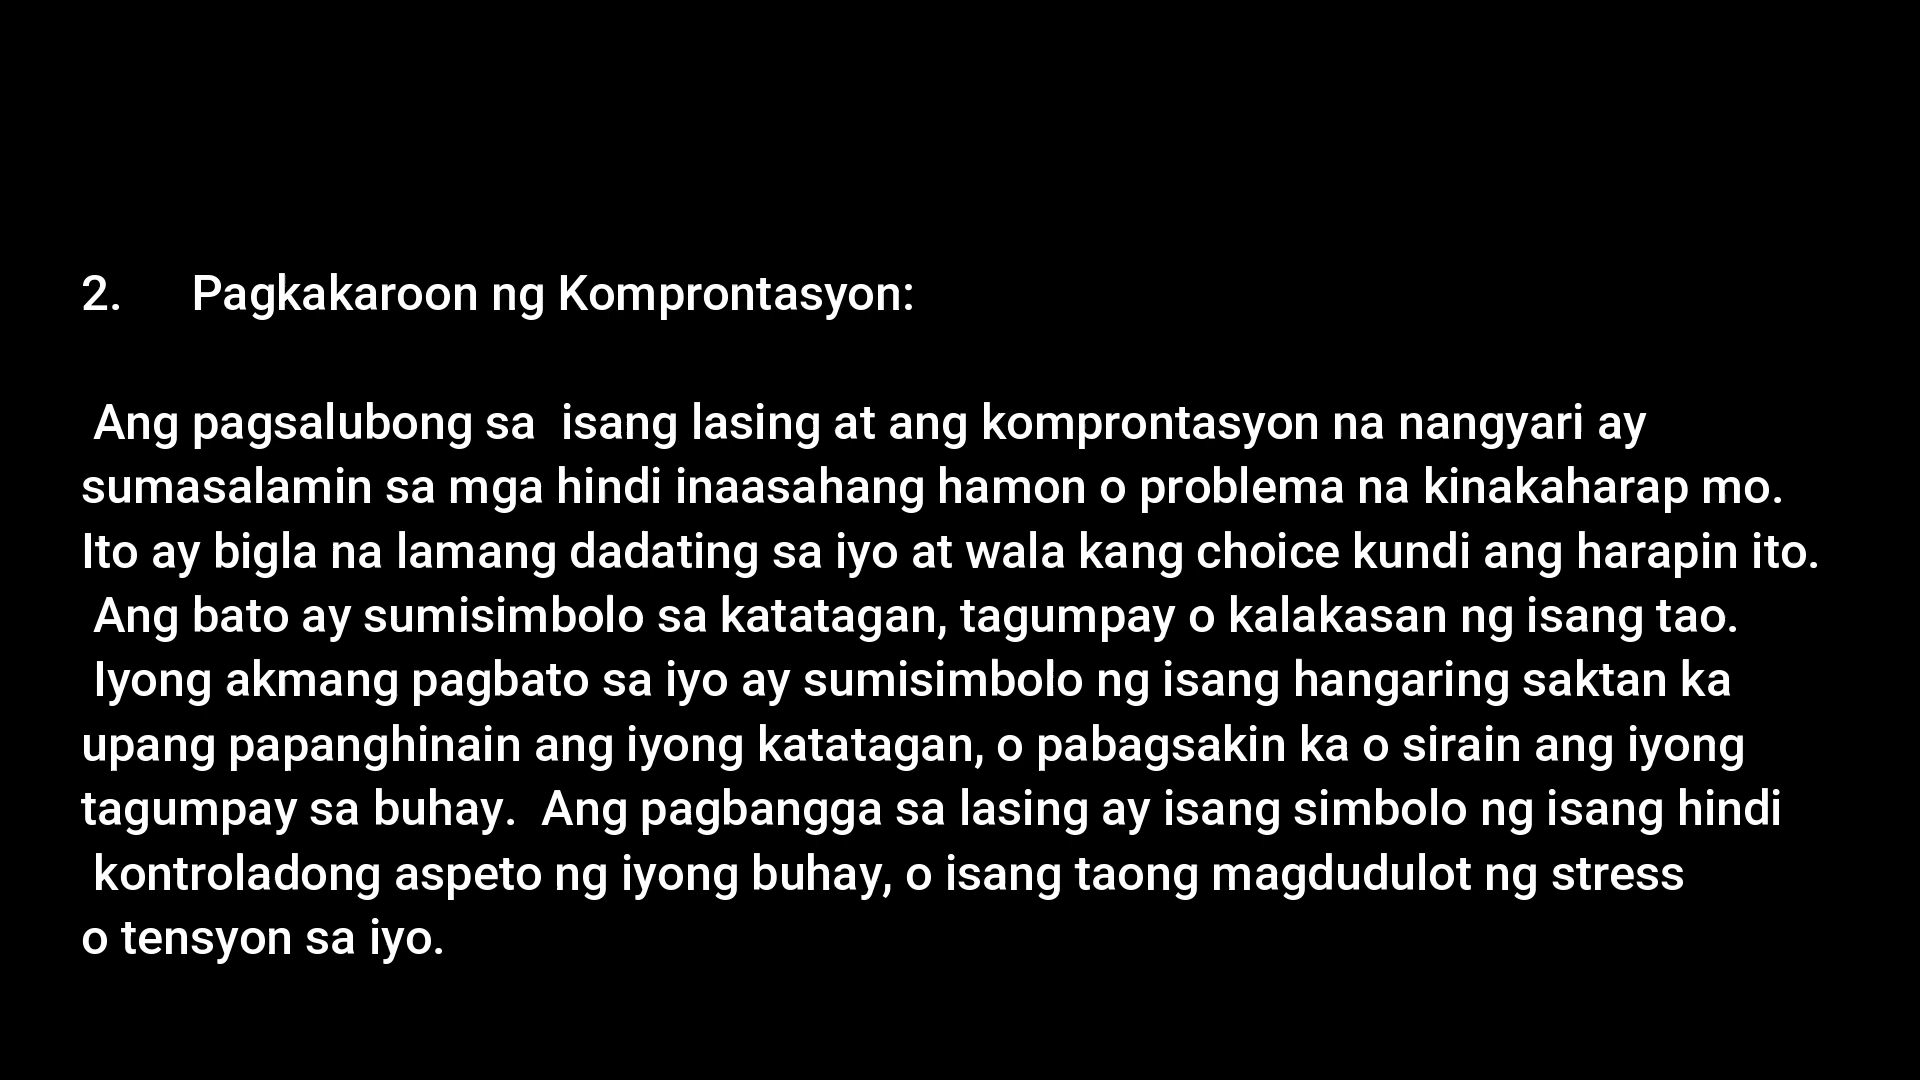 2. Pagkakaroon ng Komprontasyon:
Ang pagsalubong sa isang lasing at ang komprontasyon na nangyari ay
sumasalamin sa mga hindi inaasahang hamon o problema na kinakaharap mo.
Ito ay bigla na lamang dadating sa iyo at wala kang choice kundi ang harapin ito.
Ang bato ay sumisimbolo sa katatagan, tagumpay o kalakasan ng isang tao.
Iyong akmang pagbato sa iyo ay sumisimbolo ng isang hangaring saktan ka
upang papanghinain ang iyong katatagan, o pabagsakin ka o sirain ang iyong
tagumpay sa buhay. Ang pagbangga sa lasing ay isang simbolo ng isang hindi
kontroladong aspeto ng iyong buhay, o isang taong magdudulot ng stress
o tensyon sa iyo.